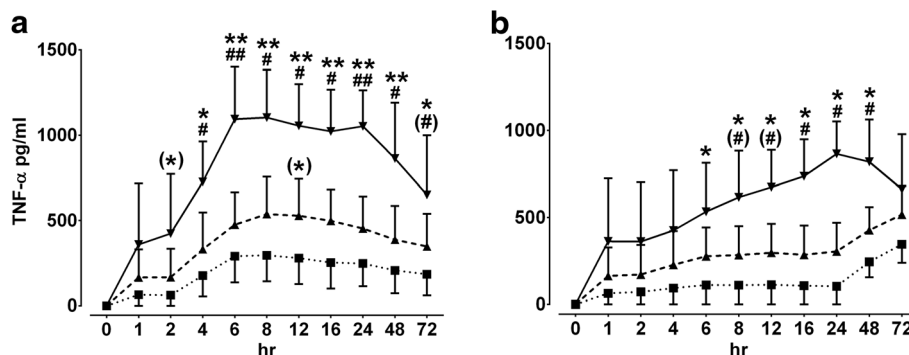 a
b
TNF-α pg/ml
1500
1000
500
0
** ** ** ** ** **
## # # # ## #
*
#
*
(#)
(*)
(*)
0 1 2 4 6 8 12 16 24 48 72
hr
1500
1000
500
0
* * * * * *
(#) (#) # # #
0 1 2 4 6 8 12 16 24 48 72
hr